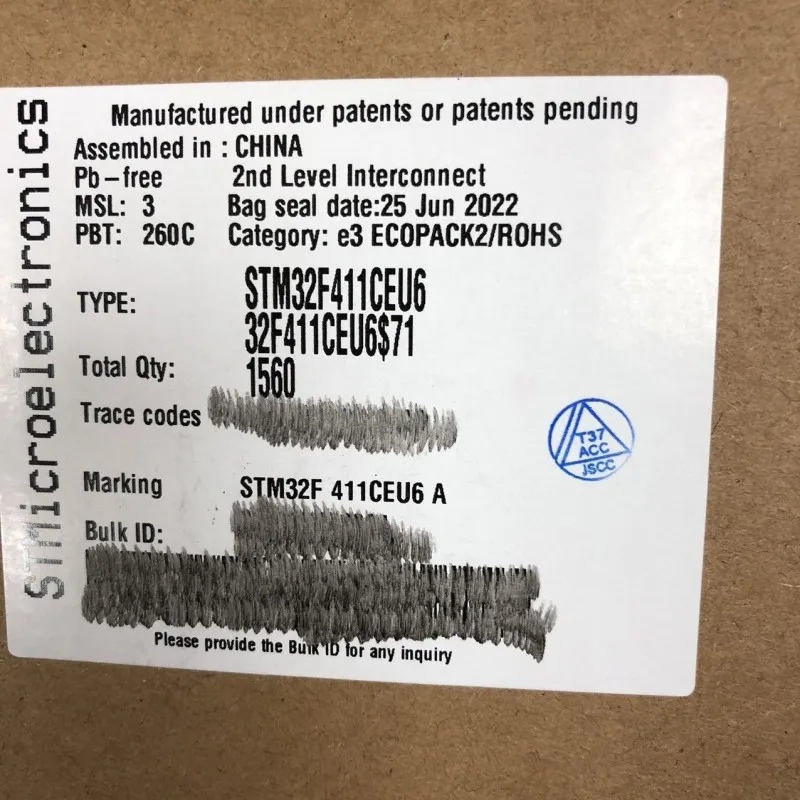 STMicroelectronics
Manufactured under patents or patents pending
Assembled in : CHINA
Pb-free 2nd Level Interconnect
MSL: 3 Bag seal date:25 Jun 2022
PBT: 260C Category: e3 ECOPACK2/ROHS
TYPE: STM32F411CEU6
32F411CEU6$71
Total Qty: 1560
Trace codes
T37
ACC
JSCC
Marking STM32F 411CEU6 A
Bulk ID:
Please provide the Bulk ID for any inquiry